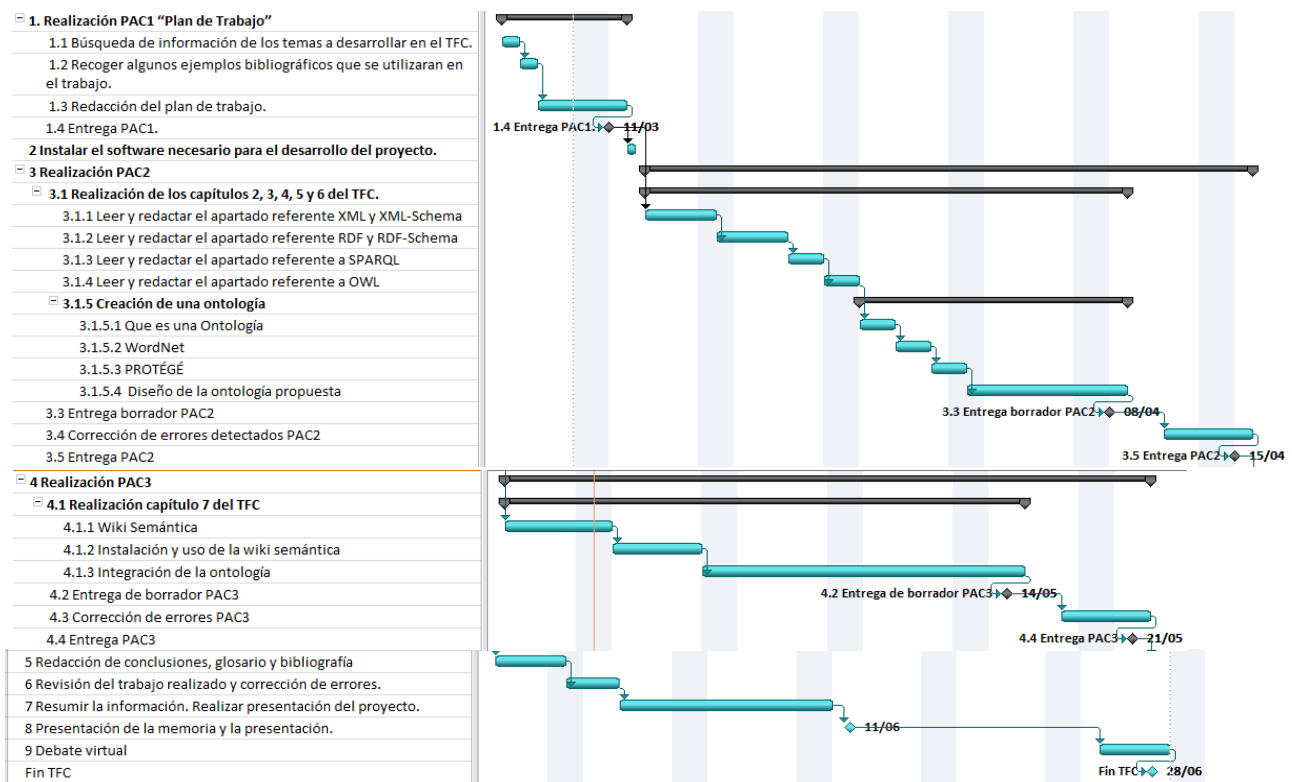 1. Realización PAC1 “Plan de Trabajo”
1.1 Búsqueda de información de los temas a desarrollar en el TFC.
1.2 Recoger algunos ejemplos bibliográficos que se utilizaran en
el trabajo.
1.3 Redacción del plan de trabajo.
1.4 Entrega PAC1.
1.4 Entrega PAC1. 11/03
2 Instalar el software necesario para el desarrollo del proyecto.
3 Realización PAC2
3.1 Realización de los capítulos 2, 3, 4, 5 y 6 del TFC.
3.1.1 Leer y redactar el apartado referente XML y XML-Schema
3.1.2 Leer y redactar el apartado referente RDF y RDF-Schema
3.1.3 Leer y redactar el apartado referente a SPARQL
3.1.4 Leer y redactar el apartado referente a OWL
3.1.5 Creación de una ontología
3.1.5.1 Que es una Ontología
3.1.5.2 WordNet
3.1.5.3 PROTÉGÉ
3.1.5.4 Diseño de la ontología propuesta
3.3 Entrega borrador PAC2
3.3 Entrega borrador PAC2 08/04
3.4 Corrección de errores detectados PAC2
3.5 Entrega PAC2
3.5 Entrega PAC2 15/04
4 Realización PAC3
4.1 Realización capítulo 7 del TFC
4.1.1 Wiki Semántica
4.1.2 Instalación y uso de la wiki semántica
4.1.3 Integración de la ontología
4.2 Entrega de borrador PAC3
4.2 Entrega de borrador PAC3 14/05
4.3 Corrección de errores PAC3
4.4 Entrega PAC3
4.4 Entrega PAC3 21/05
5 Redacción de conclusiones, glosario y bibliografía
6 Revisión del trabajo realizado y corrección de errores.
7 Resumir la información. Realizar presentación del proyecto.
8 Presentación de la memoria y la presentación.
11/06
9 Debate virtual
Fin TFC
Fin TFC 28/06